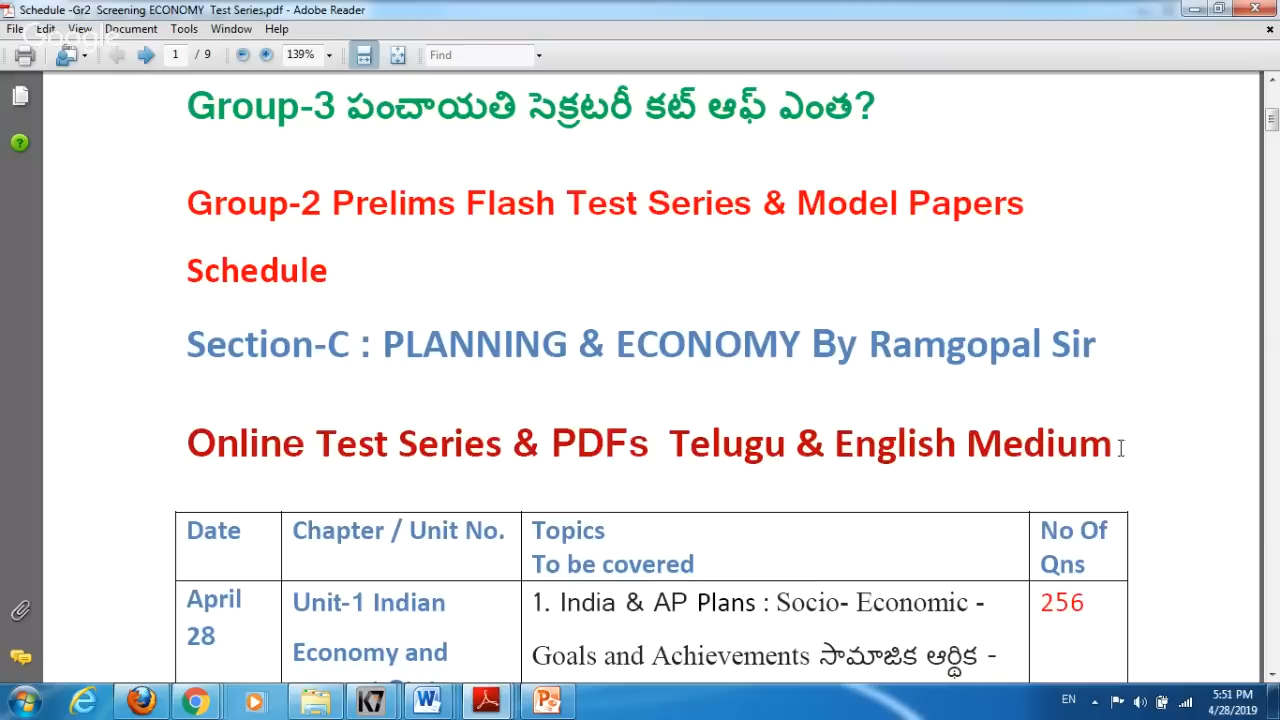 Schedule -Gr2 Screening ECONOMY Test Series.pdf - Adobe Reader
File Edit View Document Tools Window Help
Google
1 / 9 139% Find
Group-3 పంచాయతి సెక్రటరీ కట్ ఆఫ్ ఎంత?
Group-2 Prelims Flash Test Series & Model Papers
Schedule
Section-C : PLANNING & ECONOMY By Ramgopal Sir
Online Test Series & PDFs Telugu & English Medium
Date Chapter / Unit No. Topics No Of
To be covered Qns
April Unit-1 Indian 1. India & AP Plans : Socio- Economic - 256
28
Economy and Goals and Achievements సామాజిక ఆర్థిక -
EN 5:51 PM
4/28/2019